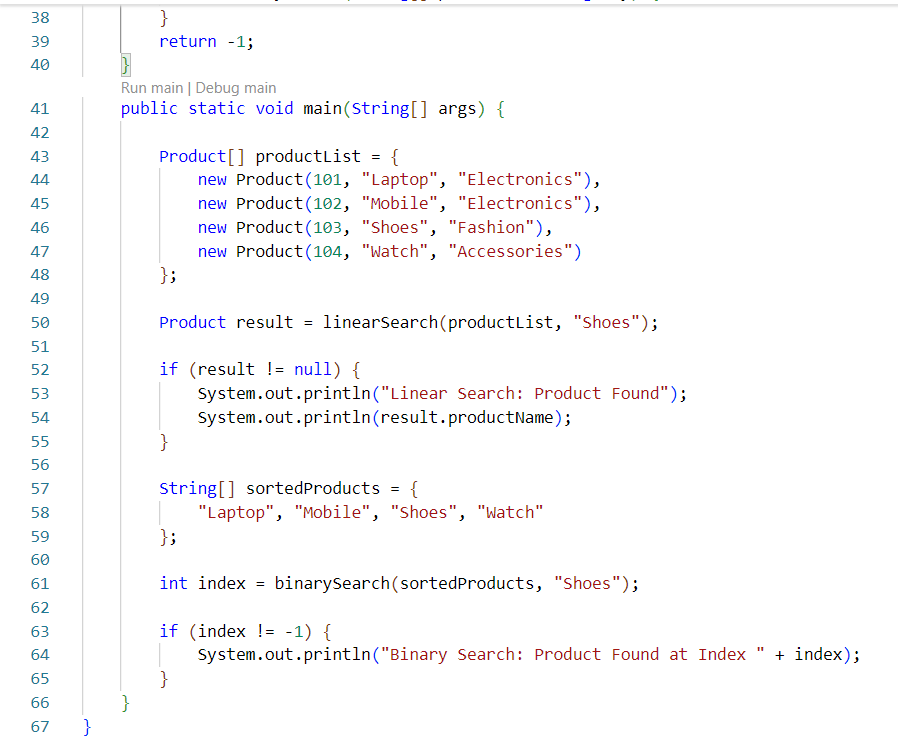 38 }
39 return -1;
40 }
Run main | Debug main
41 public static void main(String[] args) {
42
43 Product[] productList = {
44 new Product(101, "Laptop", "Electronics"),
45 new Product(102, "Mobile", "Electronics"),
46 new Product(103, "Shoes", "Fashion"),
47 new Product(104, "Watch", "Accessories")
48 };
49
50 Product result = linearSearch(productList, "Shoes");
51
52 if (result != null) {
53 System.out.println("Linear Search: Product Found");
54 System.out.println(result.productName);
55 }
56
57 String[] sortedProducts = {
58 "Laptop", "Mobile", "Shoes", "Watch"
59 };
60
61 int index = binarySearch(sortedProducts, "Shoes");
62
63 if (index != -1) {
64 System.out.println("Binary Search: Product Found at Index " + index);
65 }
66 }
67 }